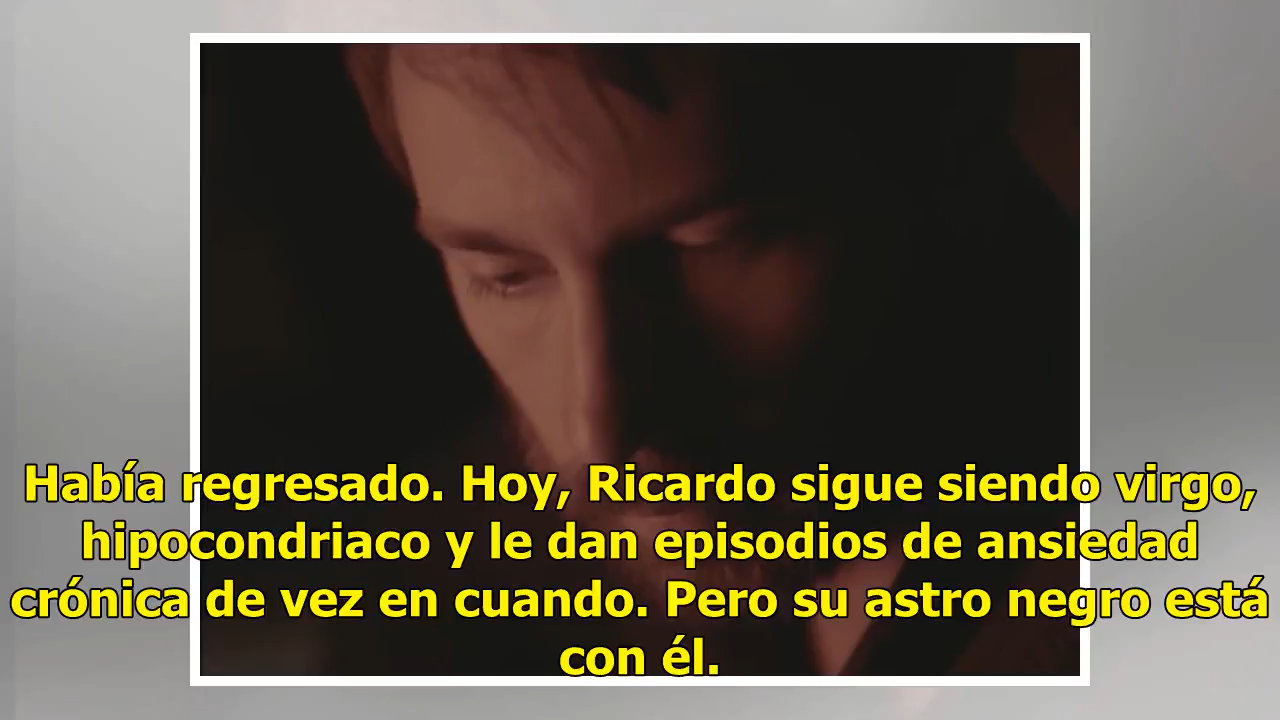 Había regresado. Hoy, Ricardo sigue siendo virgo,
hipocondriaco y le dan episodios de ansiedad
crónica de vez en cuando. Pero su astro negro está
con él.